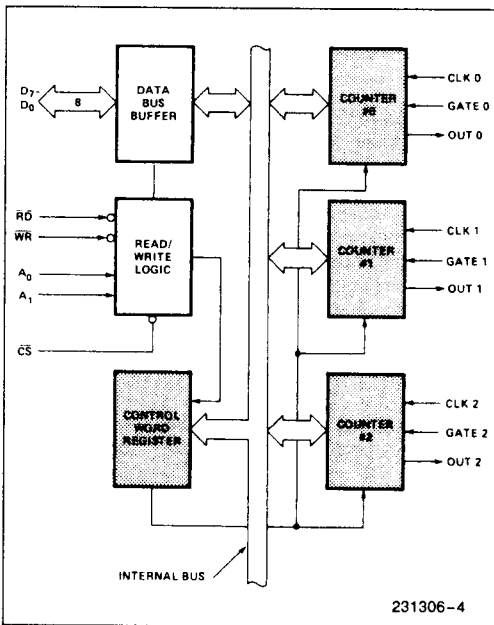 D7-
D0
8
DATA
BUS
BUFFER
RD
WR
A0
A1
CS
READ/
WRITE
LOGIC
CONTROL
WORD
REGISTER
INTERNAL BUS
COUNTER
#0
CLK 0
GATE 0
OUT 0
COUNTER
#1
CLK 1
GATE 1
OUT 1
COUNTER
#2
CLK 2
GATE 2
OUT 2
231306-4